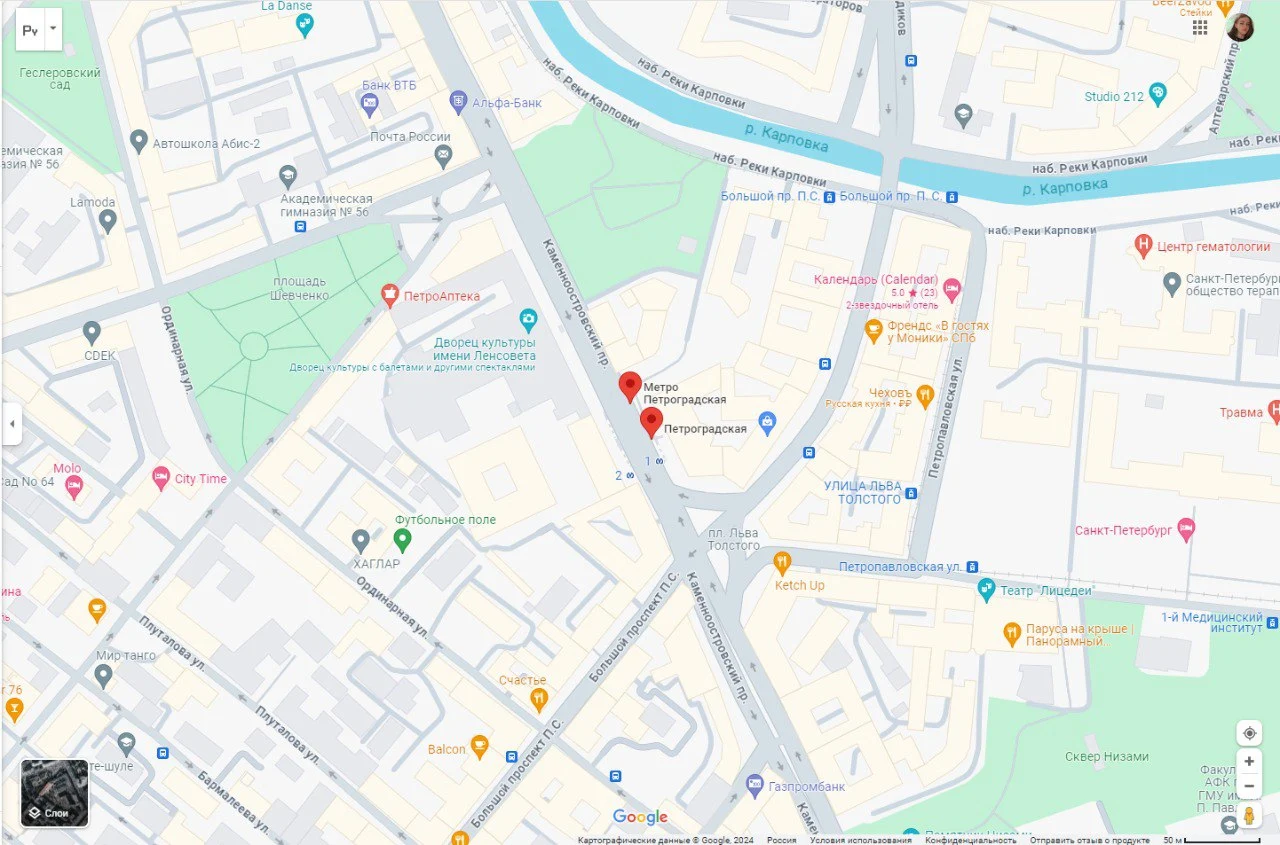 La Danse
BeerZavod
Стейки
Геслеровский
сад
Банк ВТБ
Альфа-Банк
Почта России
Автошкола Абис-2
наб. Реки Карповки
наб. Реки Карповки
р. Карповка
Studio 212
Аптекарский пр.
Академическая
гимназия № 56
Lamoda
наб. Реки Карповки
наб. Реки Карповки
р. Карповка
Большой пр. П.С.
Большой пр. П. С.
наб. Реки Карповки
Центр гематологии
Каменноостровский пр.
площадь
Шевченко
ПетроАптека
Календарь (Calendar)
5.0 ★ (23)
2-звездочный отель
Френдс «В гостях
у Моники» СПб
Ординарная ул.
CDEK
Дворец культуры
имени Ленсовета
Дворец культуры с балетами и другими спектаклями
Метро
Петроградская
Петроградская
Чеховъ
Русская кухня • ₽₽
Петропавловская ул.
Травма
1
2
Molo
City Time
УЛИЦА ЛЬВА
ТОЛСТОГО
Футбольное поле
ХАГЛАР
пл. Льва
Толстого
Санкт-Петербург
Петропавловская ул.
Ketch Up
Театр "Лицедеи"
Ординарная ул.
Большой проспект П.С.
Каменноостровский пр.
Паруса на крыше |
Панорамный..
1-й Медицинский
институт
Плуталова ул.
Мир танго
Счастье
Плуталова ул.
Balcon
Большой проспект П.С.
Бармалеева ул.
Сквер Низами
Газпромбанк
Слои
Google
Картографические данные © Google, 2024
Россия
Условия использования
Конфиденциальность
Отправить отзыв о продукте
50 м